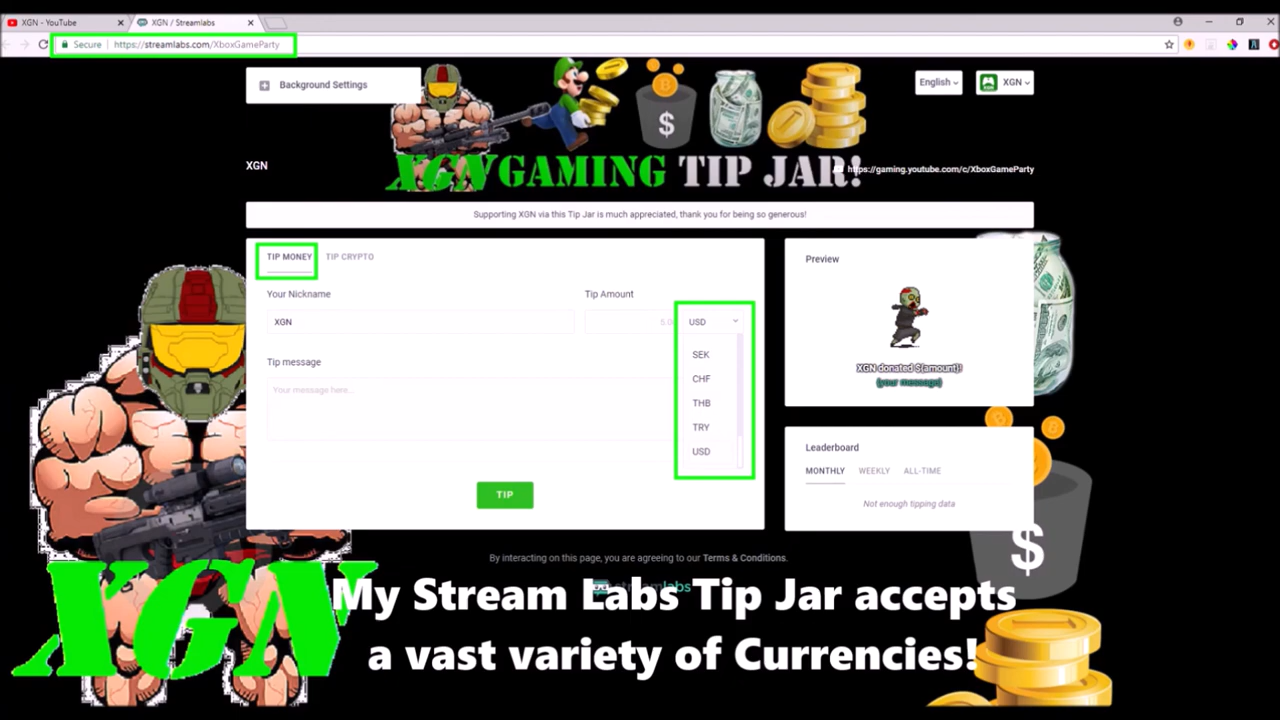 XGN - YouTube
XGN / Streamlabs
Secure
https://streamlabs.com/XboxGameParty
Background Settings
$
English
XGN
XGN
XGNGAMING TIP JAR!
https://gaming.youtube.com/c/XboxGameParty
Supporting XGN via this Tip Jar is much appreciated, thank you for being so generous!
TIP MONEY
TIP CRYPTO
Preview
Your Nickname
Tip Amount
XGN
5.0
USD
SEK
CHF
THB
TRY
USD
Tip message
Your message here...
XGN donated ${amount}!
{your message}
TIP
Leaderboard
MONTHLY
WEEKLY
ALL-TIME
Not enough tipping data
By interacting on this page, you are agreeing to our Terms & Conditions.
streamlabs
$
XGN
My Stream Labs Tip Jar accepts
a vast variety of Currencies!